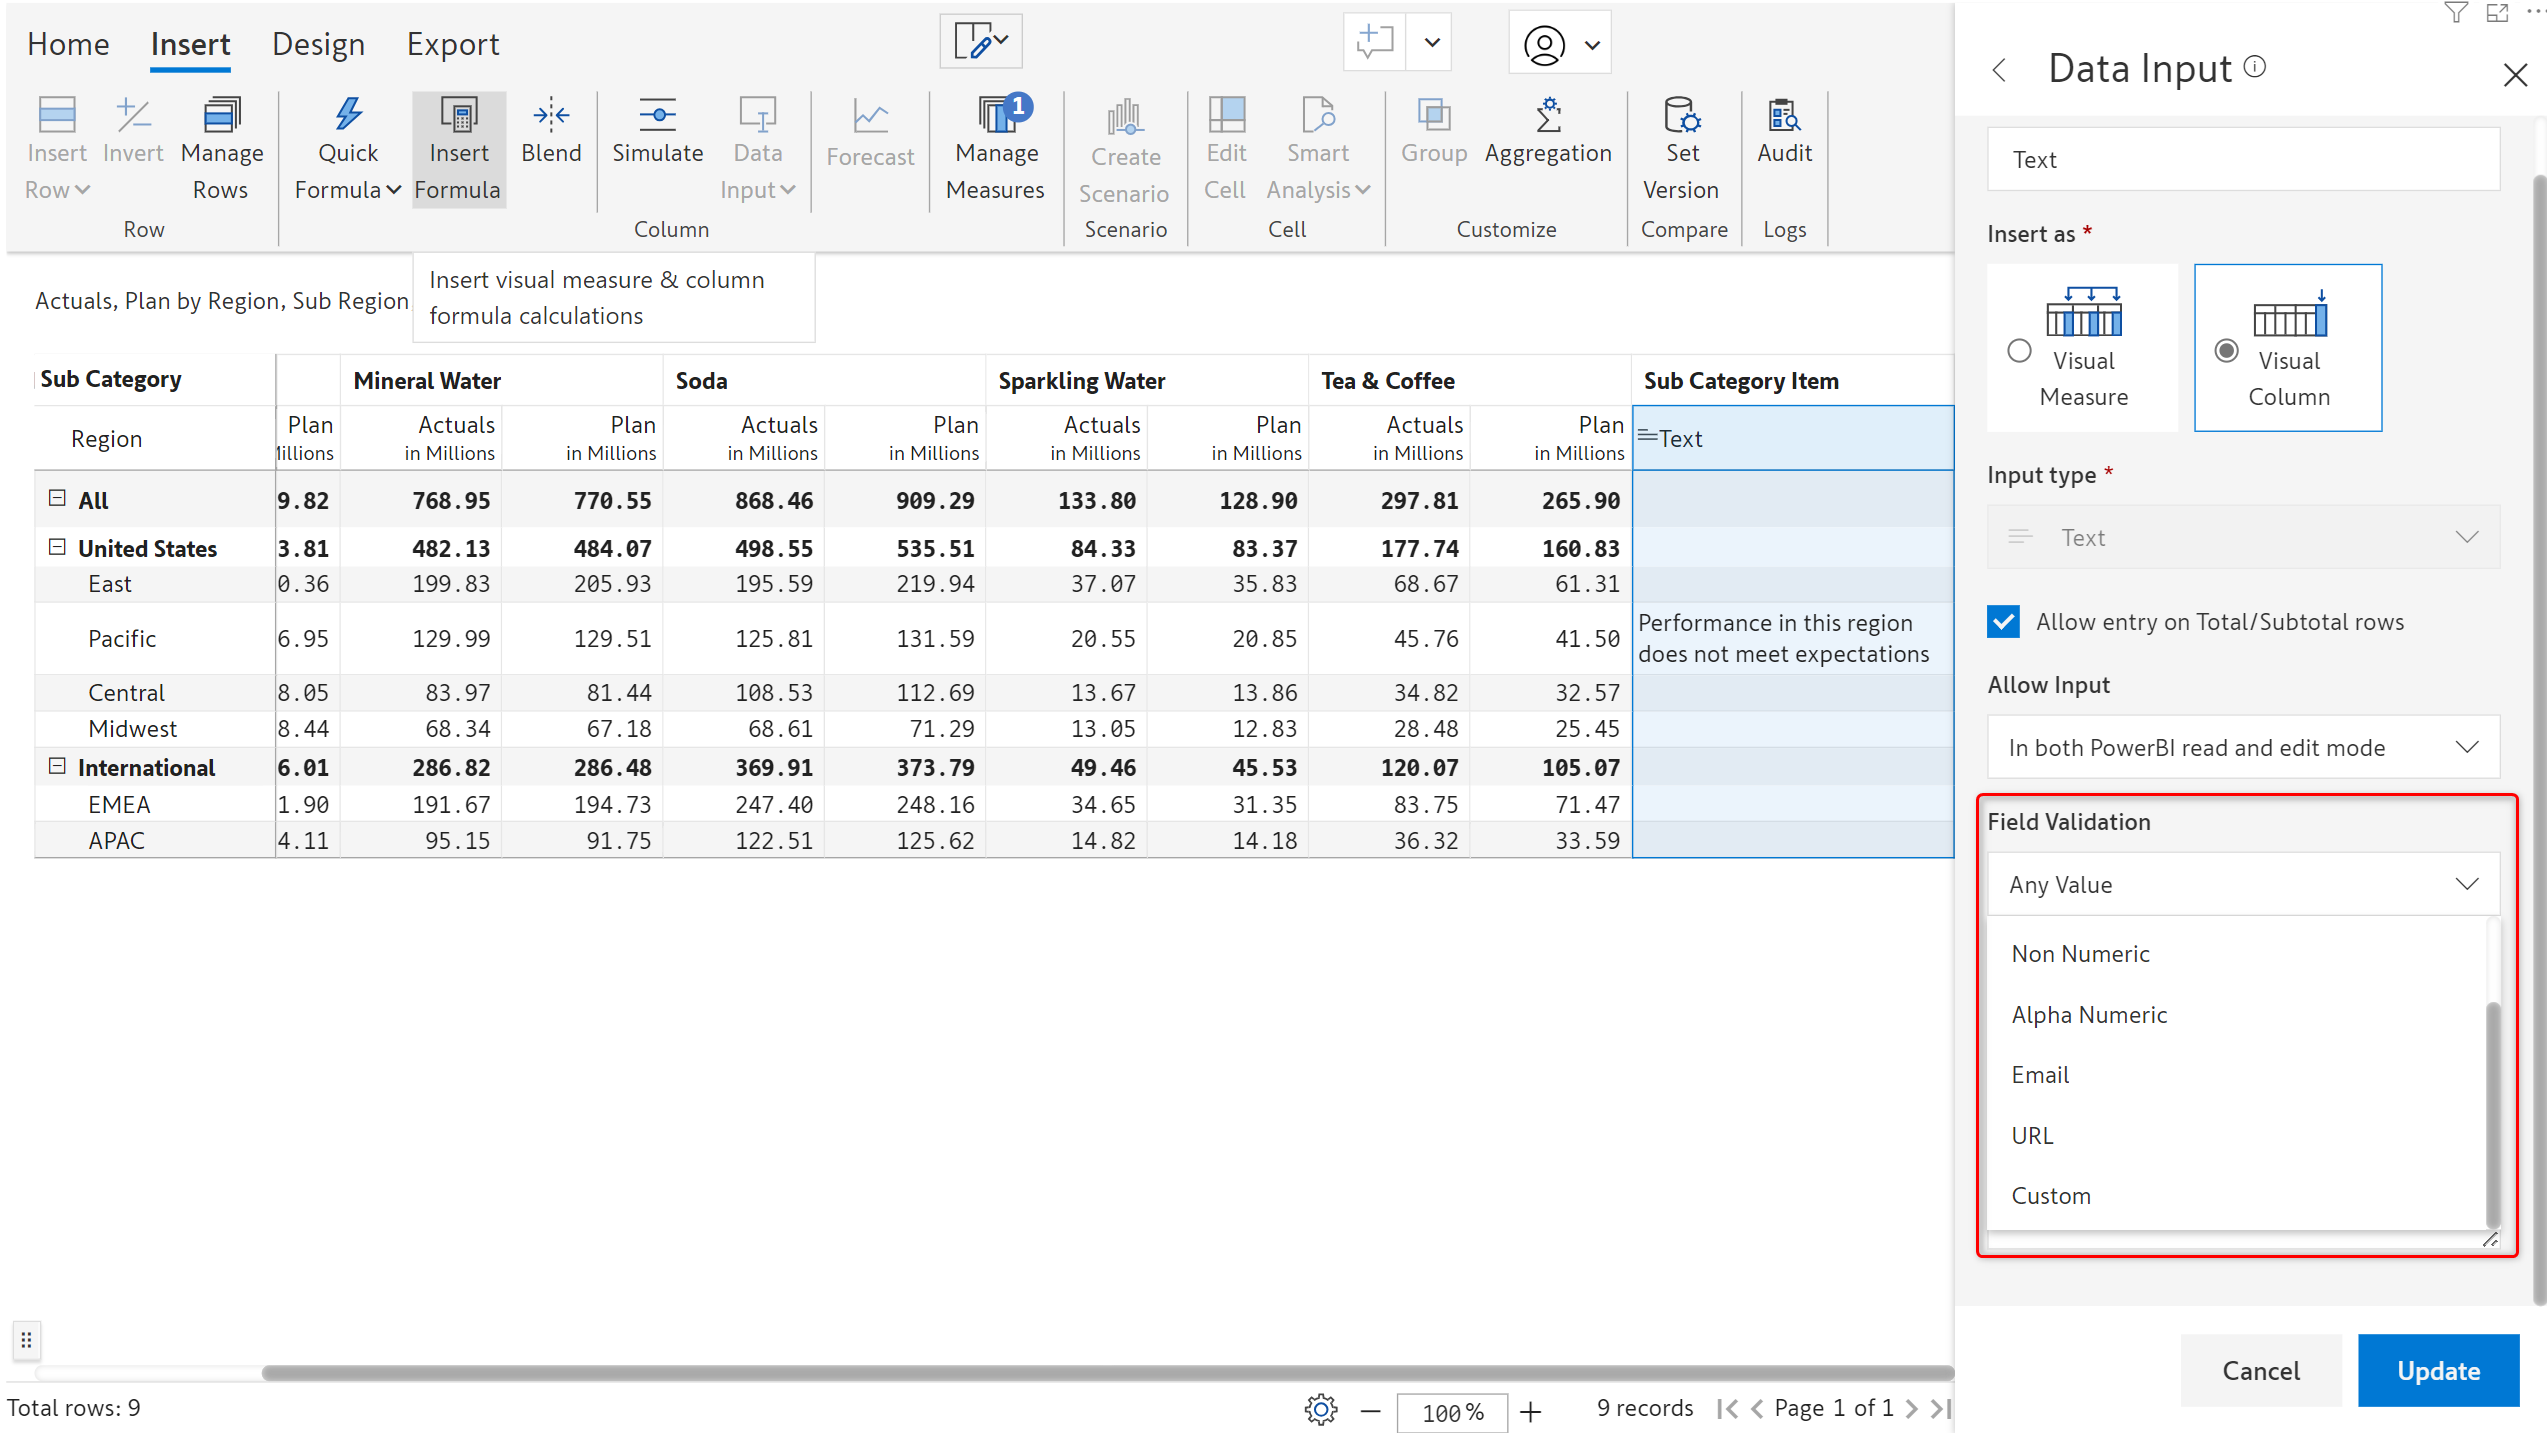 Home Insert Design Export
Insert Row
Invert
Manage Rows
Row
Quick Formula
Insert Formula
Blend
Simulate
Data Input
Column
Forecast
Manage Measures
1
Create Scenario
Scenario
Edit Cell
Smart Analysis
Cell
Group
Aggregation
Customize
Set Version
Compare
Audit
Logs
Actuals, Plan by Region, Sub Region
Insert visual measure & column
formula calculations
Sub Category Mineral Water Soda Sparkling Water Tea & Coffee Sub Category Item
Region Plan Actuals Plan Actuals Plan Actuals Plan Actuals Plan Text
illions in Millions in Millions in Millions in Millions in Millions in Millions in Millions in Millions
All 9.82 768.95 770.55 868.46 909.29 133.80 128.90 297.81 265.90
United States 3.81 482.13 484.07 498.55 535.51 84.33 83.37 177.74 160.83
East 0.36 199.83 205.93 195.59 219.94 37.07 35.83 68.67 61.31
Pacific 6.95 129.99 129.51 125.81 131.59 20.55 20.85 45.76 41.50
Performance in this region
does not meet expectations
Central 8.05 83.97 81.44 108.53 112.69 13.67 13.86 34.82 32.57
Midwest 8.44 68.34 67.18 68.61 71.29 13.05 12.83 28.48 25.45
International 6.01 286.82 286.48 369.91 373.79 49.46 45.53 120.07 105.07
EMEA 1.90 191.67 194.73 247.40 248.16 34.65 31.35 83.75 71.47
APAC 4.11 95.15 91.75 122.51 125.62 14.82 14.18 36.32 33.59
Total rows: 9
100%
9 records
Page 1 of 1
Data Input
Text
Insert as *
Visual
Measure
Visual
Column
Input type *
Text
Allow entry on Total/Subtotal rows
Allow Input
In both PowerBI read and edit mode
Field Validation
Any Value
Non Numeric
Alpha Numeric
Email
URL
Custom
Cancel
Update